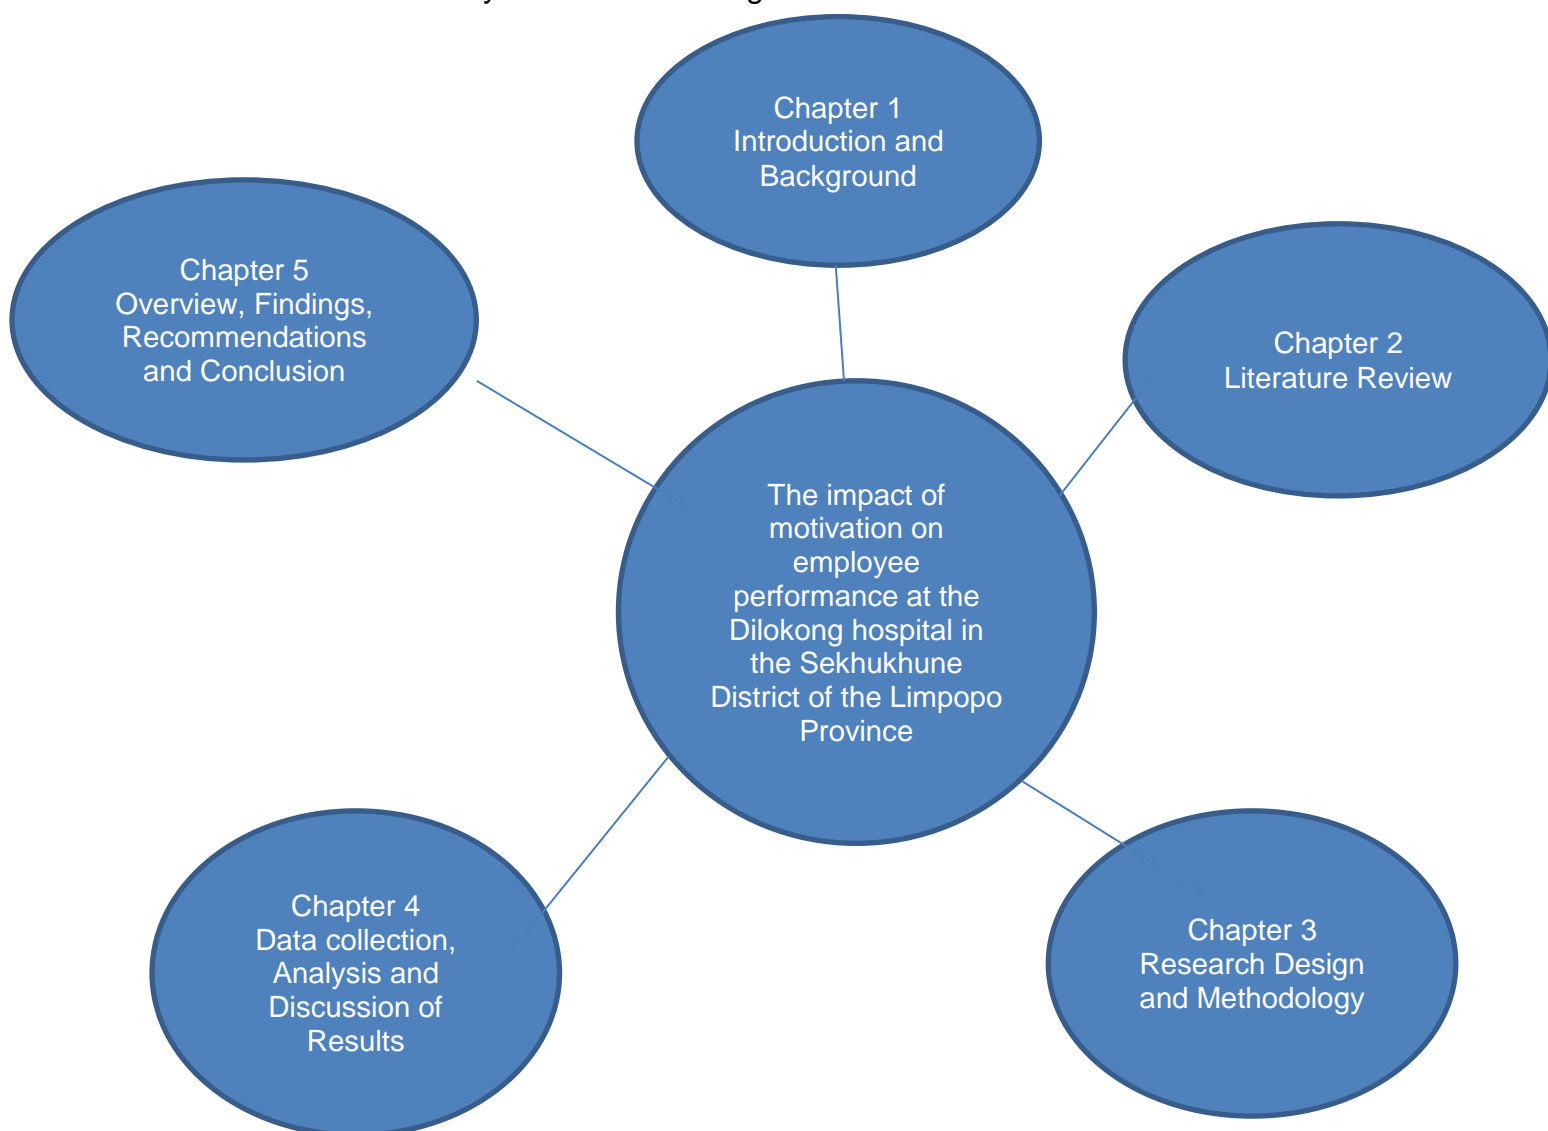 Chapter 1
Introduction and
Background
Chapter 5
Overview, Findings,
Recommendations
and Conclusion
Chapter 2
Literature Review
The impact of
motivation on
employee
performance at the
Dilokong hospital in
the Sekhukhune
District of the Limpopo
Province
Chapter 4
Data collection,
Analysis and
Discussion of
Results
Chapter 3
Research Design
and Methodology